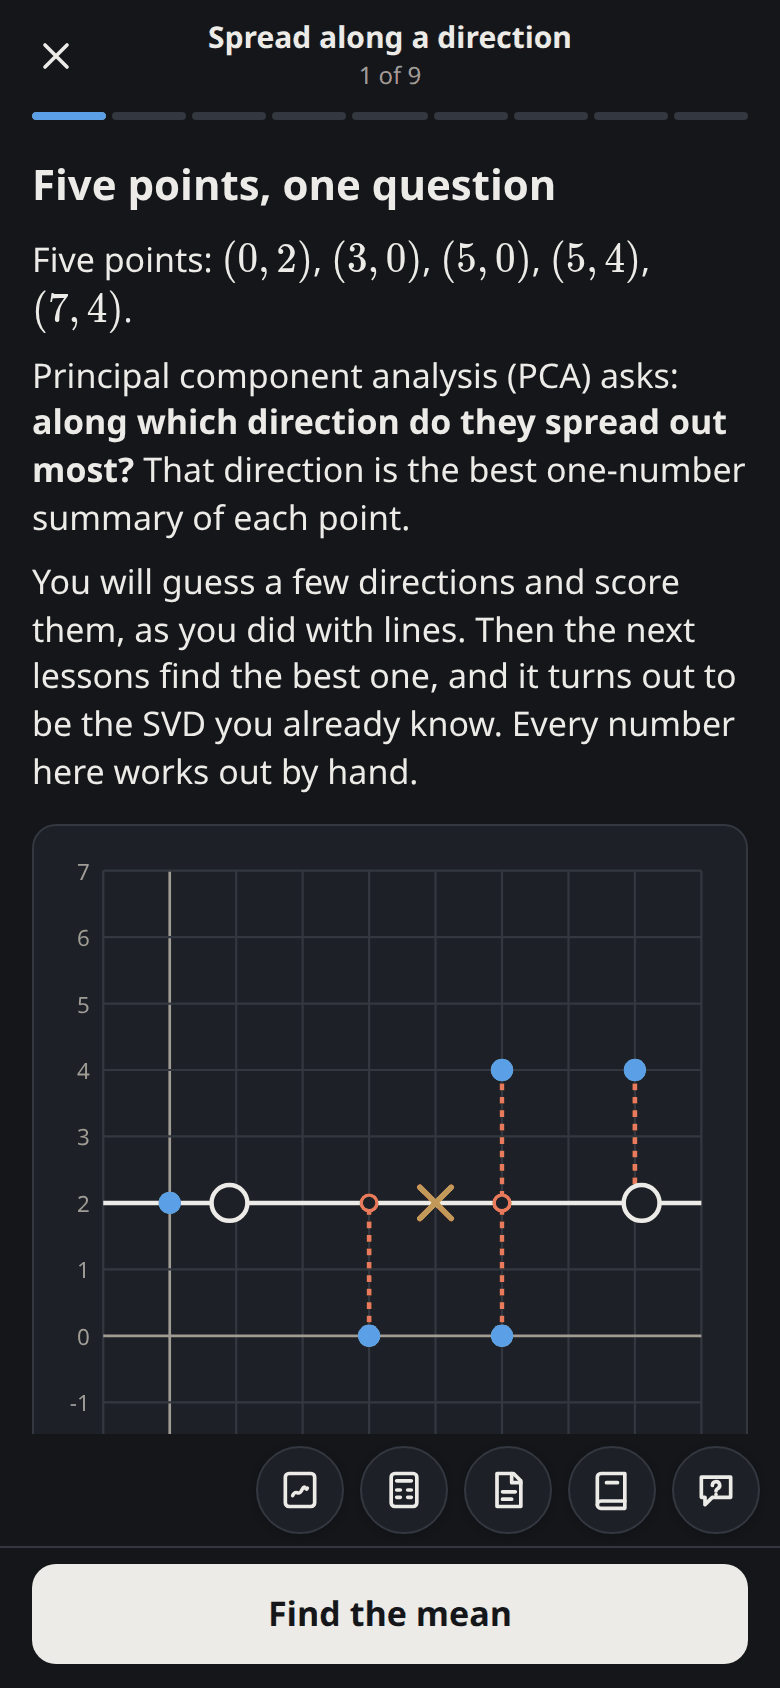 Spread along a direction
1 of 9
Five points, one question
Five points: (0, 2), (3, 0), (5, 0), (5, 4),
(7, 4).
Principal component analysis (PCA) asks:
along which direction do they spread out
most? That direction is the best one-number
summary of each point.
You will guess a few directions and score
them, as you did with lines. Then the next
lessons find the best one, and it turns out to
be the SVD you already know. Every number
here works out by hand.
7
6
5
4
3
2
1
0
-1
Find the mean